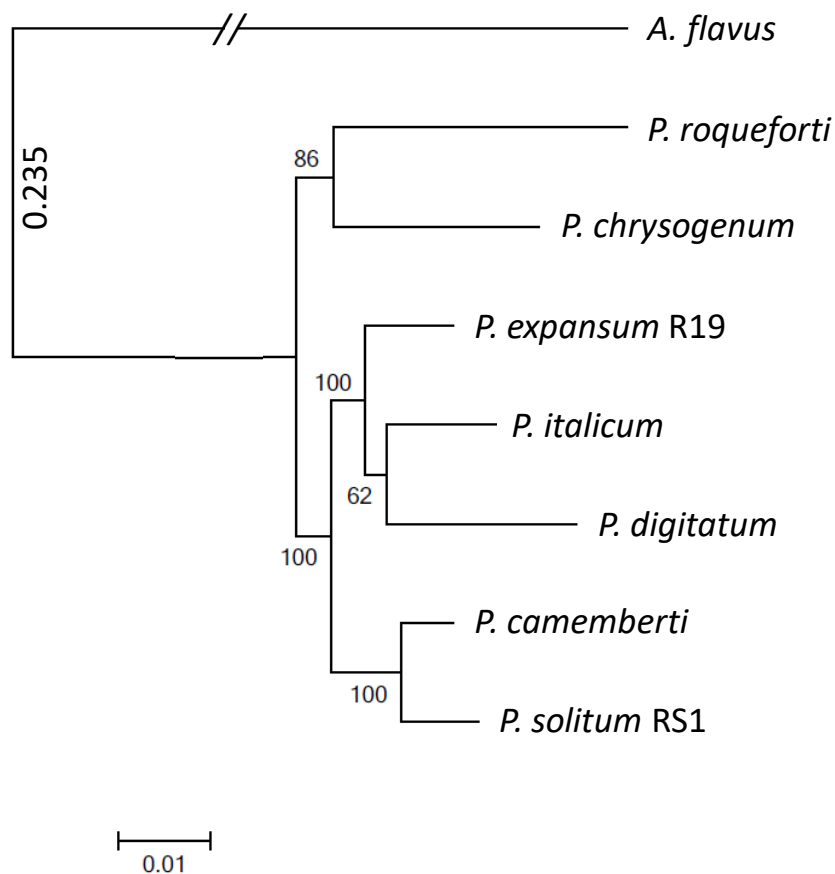 A. flavus
0.235
86
P. roqueforti
P. chrysogenum
P. expansum R19
100
P. italicum
62
P. digitatum
100
P. camemberti
100
P. solitum RS1
0.01